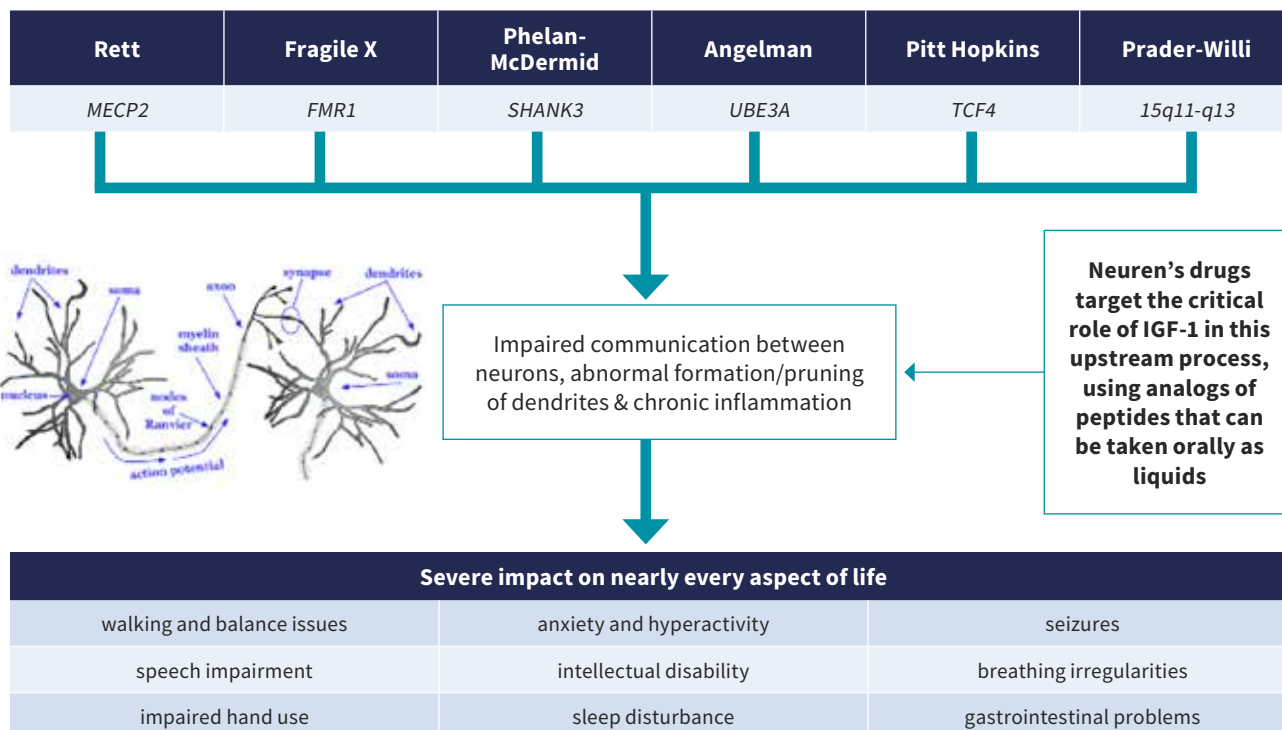 Rett
Fragile X
Phelan-
McDermid
Angelman
Pitt Hopkins
Prader-Willi
MECP2
FMR1
SHANK3
UBE3A
TCF4
15q11-q13
dendrites
soma
axon
synapse
dendrites
myelin
sheath
nucleus
nodes
of
Ranvier
soma
action potential
Impaired communication between
neurons, abnormal formation/pruning
of dendrites & chronic inflammation
Neuren’s drugs
target the critical
role of IGF-1 in this
upstream process,
using analogs of
peptides that can
be taken orally as
liquids
Severe impact on nearly every aspect of life
walking and balance issues
anxiety and hyperactivity
seizures
speech impairment
intellectual disability
breathing irregularities
impaired hand use
sleep disturbance
gastrointestinal problems